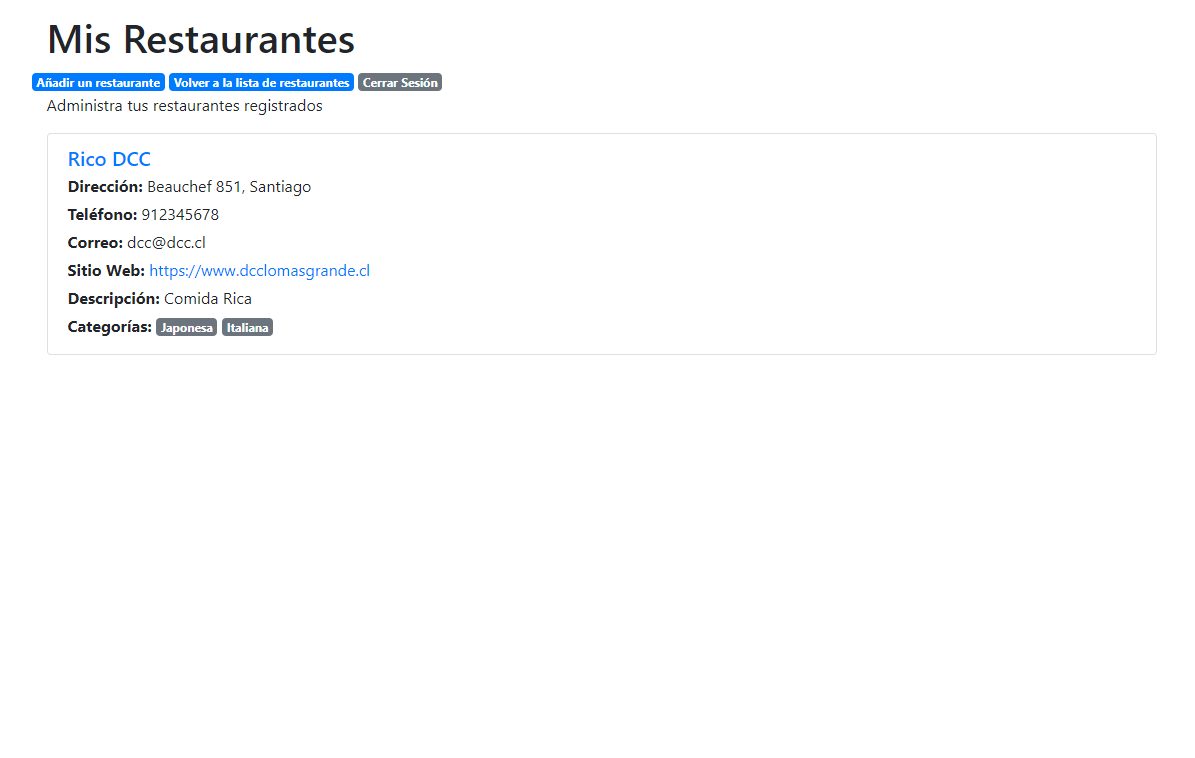 Mis Restaurantes
Añadir un restaurante Volver a la lista de restaurantes Cerrar Sesión
Administra tus restaurantes registrados
Rico DCC
Dirección: Beauchef 851, Santiago
Teléfono: 912345678
Correo: dcc@dcc.cl
Sitio Web: https://www.dcclomasgrande.cl
Descripción: Comida Rica
Categorías: Japonesa Italiana